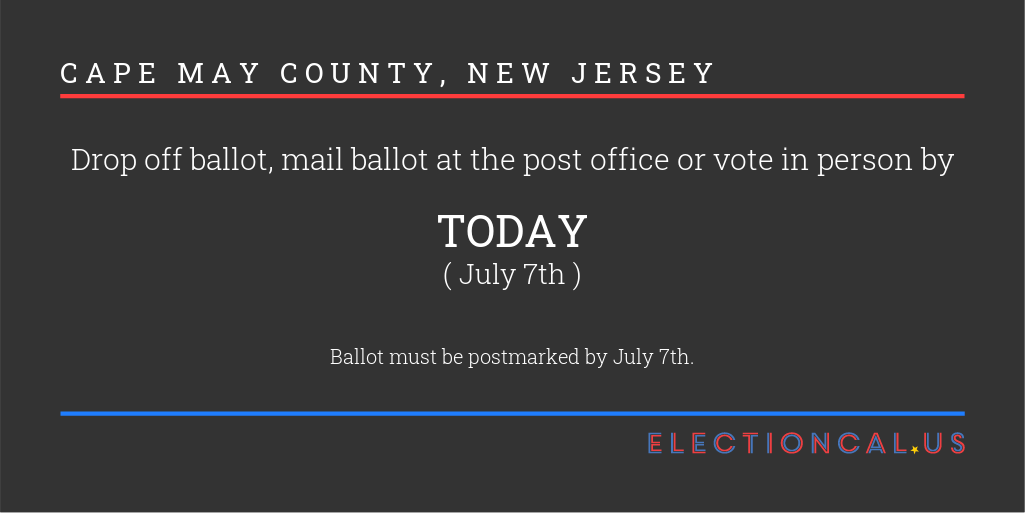 CAPE MAY COUNTY, NEW JERSEY
Drop off ballot, mail ballot at the post office or vote in person by
TODAY
( July 7th )
Ballot must be postmarked by July 7th.
ELECTIONCAL.US